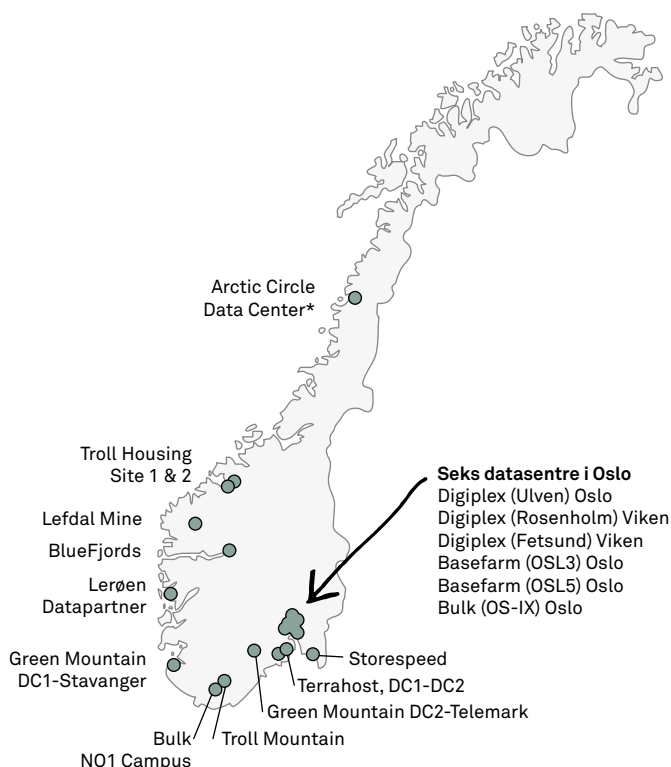 Arctic Circle
Data Center*
Troll Housing
Site 1 & 2
Lefdal Mine
BlueFjords
Lerøen
Datapartner
Green Mountain
DC1-Stavanger
Bulk
NO1 Campus
Troll Mountain
Green Mountain DC2-Telemark
Terrahost, DC1-DC2
Storespeed
Seks datasentre i Oslo
Digiplex (Ulven) Oslo
Digiplex (Rosenholm) Viken
Digiplex (Fetsund) Viken
Basefarm (OSL3) Oslo
Basefarm (OSL5) Oslo
Bulk (OS-IX) Oslo